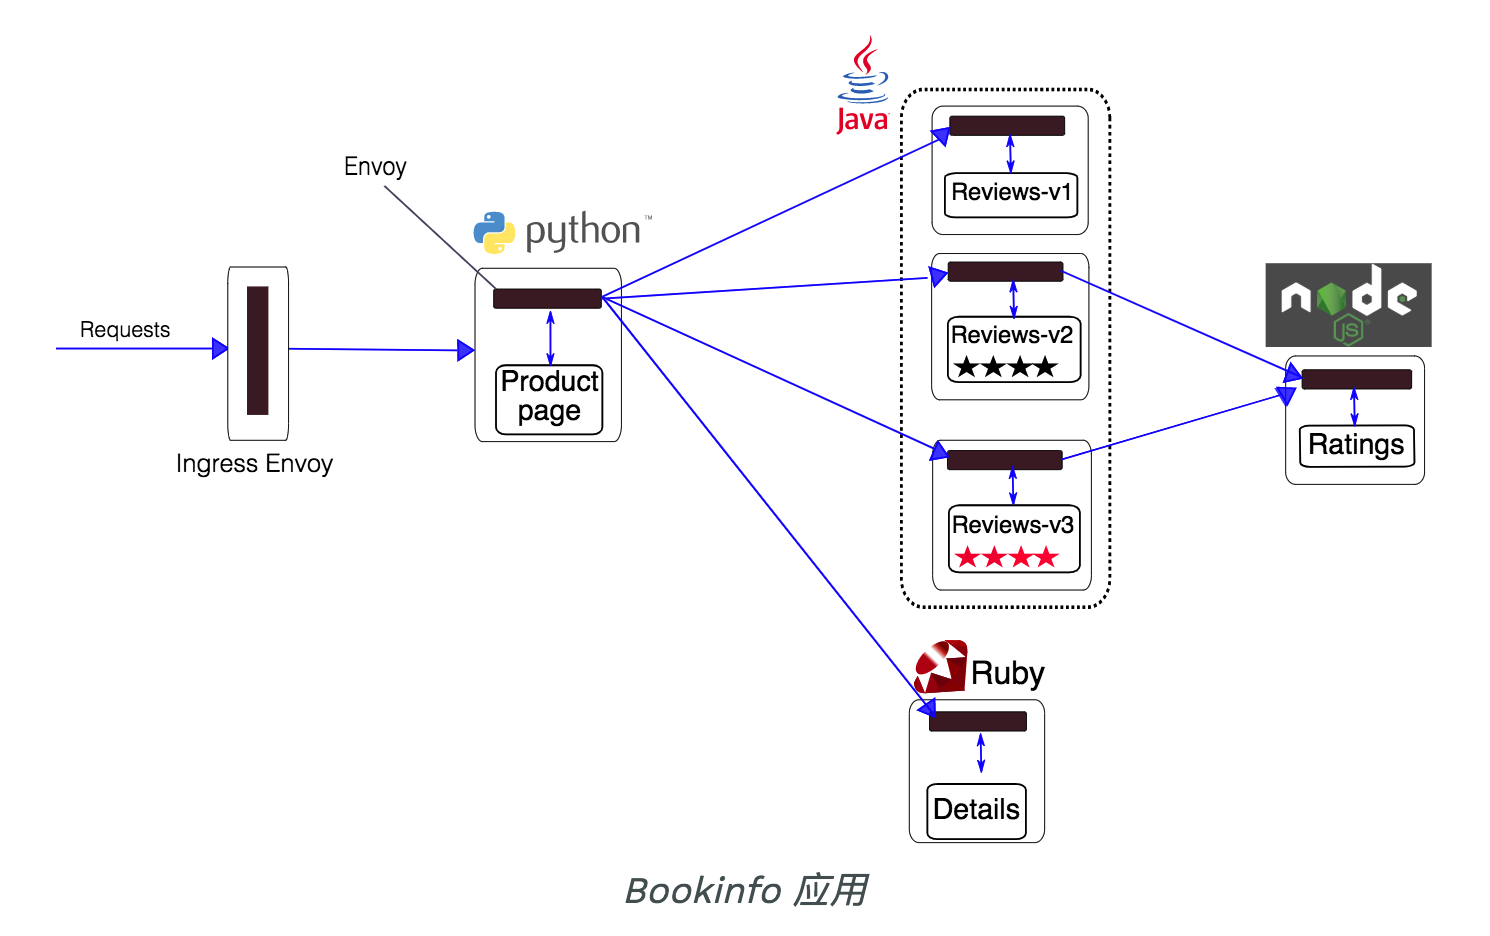 Java
Envoy
python™
Reviews-v1
Requests
Reviews-v2
node
JS
Product
page
Ratings
Ingress Envoy
Reviews-v3
Ruby
Details
Bookinfo 应用